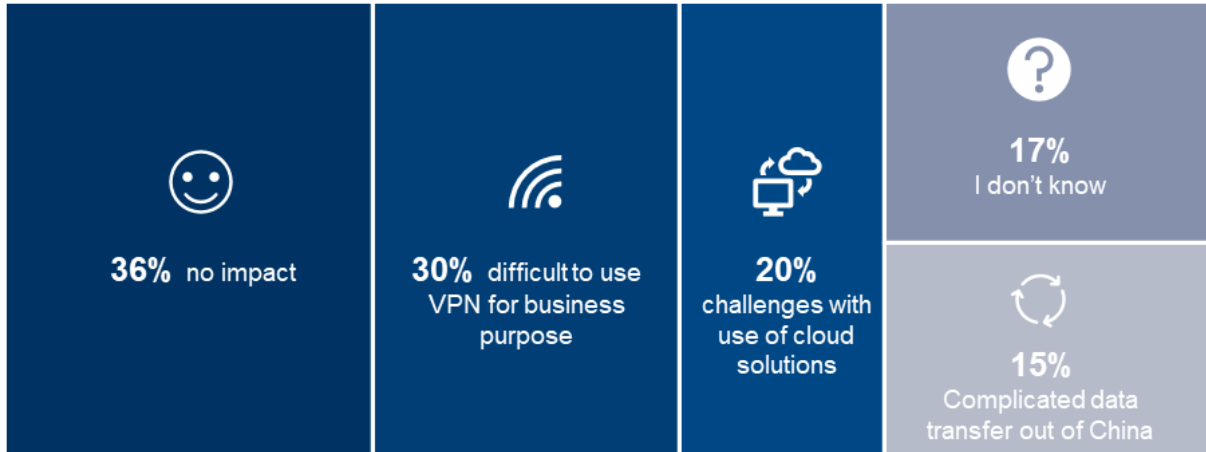 36% no impact
30% difficult to use
VPN for business
purpose
20%
challenges with
use of cloud
solutions
?
17%
I don't know
15%
Complicated data
transfer out of China